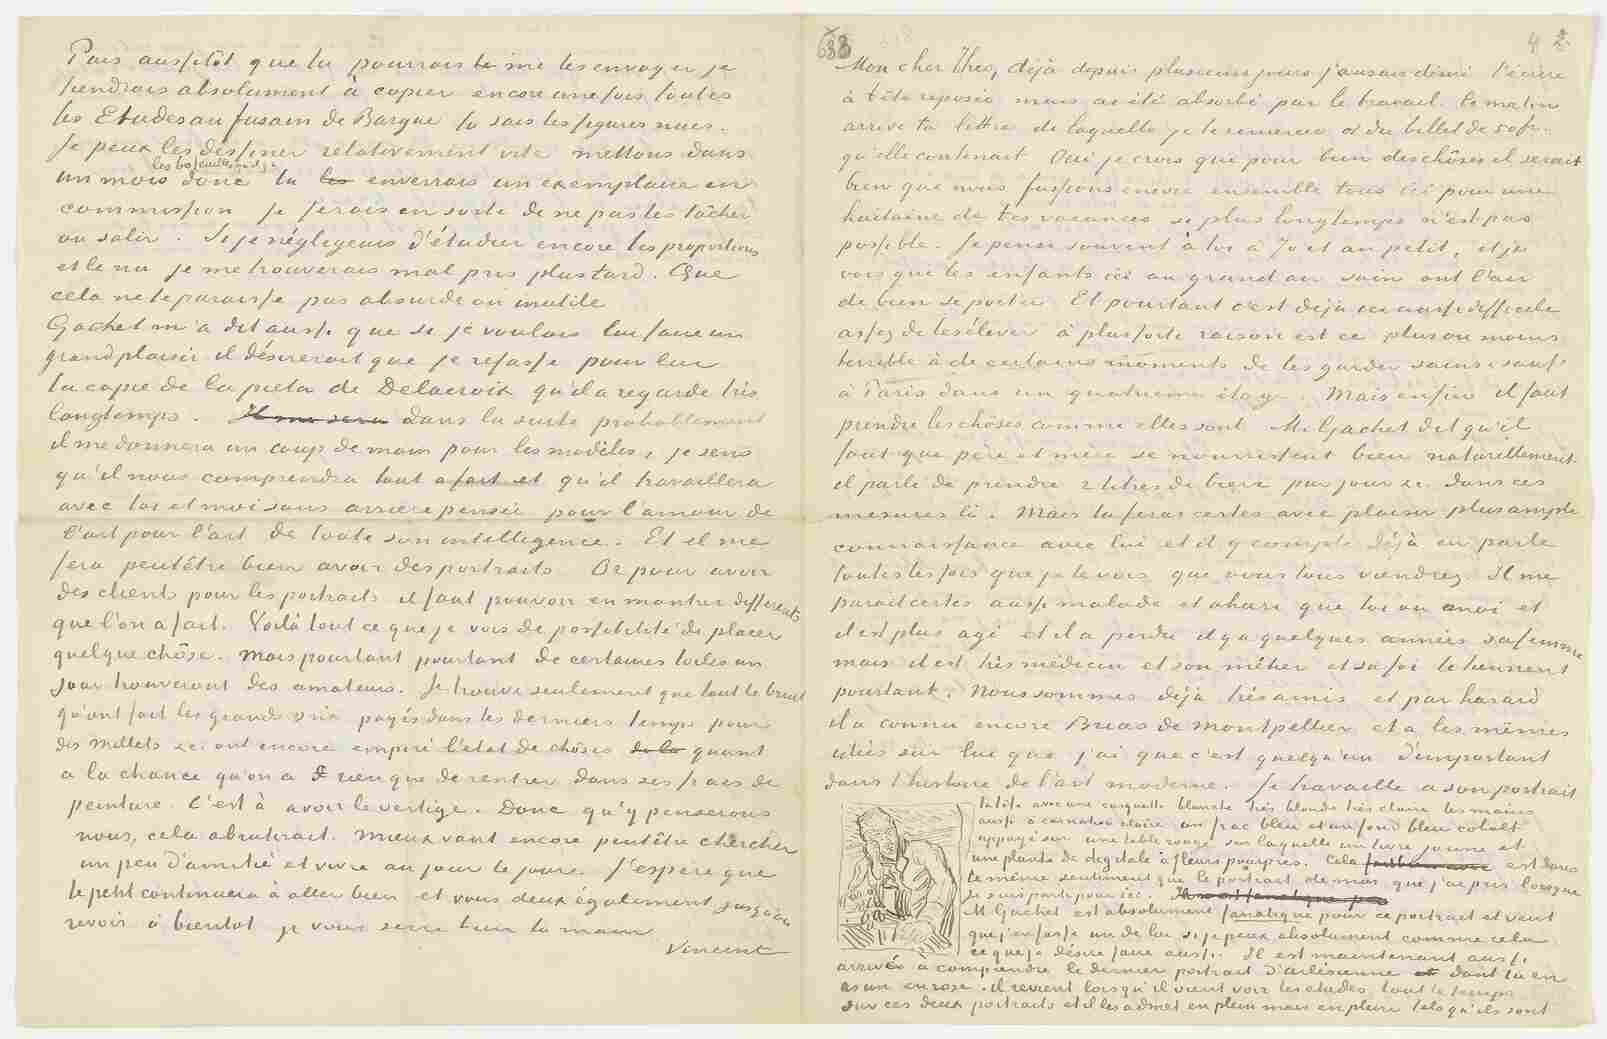 Puis aussitôt que tu pourrais be me les envoyer je
tiendrais absolument à copier encore une fois toutes
les Etudes au fusain de Bargue tu sais les figures nues.
Je peux les dessiner relativement vite mettons dans
les 60 feuilles
un mois donc tu les enverrais un exemplaire en
commission je ferais en sorte de ne pas les tâcher
ou salir. Si je négligeais d'étudier encore les proportions
et le nu je me trouverais mal pris plus tard. Que
cela ne te paraisse pas absurde ou inutile
Gachet m'a dit aussi que si je voulais lui faire un
grand plaisir il désirerait que je refasse pour lui
la copie de la pieta de Delacroix qu'il a regardé très
longtemps. Il me sera dans la suite probablement
il me donnera un coup de main pour les modèles, je sens
qu'il nous comprendra tout à fait et qu'il travaillera
avec toi et moi sans arriere pensée pour l'amour de
l'art pour l'art de toute son intelligence. Et il me
fera peutêtre bien avoir des portraits Or pour avoir
des clients pour les portraits il faut pouvoir en montrer differents
que l'on a fait. Voilà tout ce que je vois de possibilité de placer
quelque chôse. Mais pourtant pourtant de certaines toiles un
jour trouveront des amateurs. Je trouve seulement que tout le bruit
qu'ont fait les grands prix payés dans les derniers temps pour
des Millets &c. ont encore empiré l'état de chôses de la quant
a la chance qu'on a de rien que de rentrer dans ses frais de
peinture. C'est à avoir le vertige. Donc qu'y penserons
nous, cela abrutirait. Mieux vaut encore peutêtre chercher
un peu d'amitié et vivre au jour le jour. J'espère que
le petit continuera à aller bien et vous deux également jusqu'au
revoir à bientot je vous serre bien la main
Vincent
633
4 2
Mon cher Theo, déjà depuis plusieurs jours j'aurais désiré t'écrire
à tête reposée mais ai été absorbé par le travail. Ce matin
arrive ta lettre de laquelle je te remercie et du billet de 50 fr.
qu'elle contenait Oui je crois que pour bien des chôses il serait
bien que nous fussions encore ensemble tous ici pour une
huitaine de tes vacances si plus longtemps n'est pas
possible. Je pense souvent à toi à Jo et au petit, et je
vois que les enfants ici au grand air sain ont l'air
de bien se porter Et pourtant c'est déjà ici aussi difficile
assez de les élever à plus forte raison est ce plus ou moins
terrible à de certains moments de les garder sains & saufs
à Paris dans un quatrieme étage. Mais enfin il faut
prendre les chôses comme elles sont M. Gachet dit qu'il
faut que père et mère se nourrissent bien naturellement
il parle de prendre 2 litres de biere par jour &c. dans ces
mesures là. Mais tu feras certes avec plaisir plus ample
connaissance avec lui et il y compte déjà en parle
toutes les fois que je le vois que vous tous viendrez. Il me
parait certes aussi malade et ahuri que toi ou moi et
il est plus agé et il a perdu il y a quelques années sa femme
mais il est très médecin et son métier et sa foi le tiennent
pourtant. Nous sommes déjà très amis et par hasard
il a connu encore Bruas de Montpellier et a les mêmes
idées sur lui que j'ai que c'est quelqu'un d'important
dans l'histoire de l'art moderne. Je travaille a son portrait
la tête avec une casquette blanche très blonde très claire les mains
aussi à carnation claire un frac bleu et un fond bleu cobalt
appuyé sur une table rouge sur laquelle un livre jaune et
une plante de digitale à fleurs pourpres. Cela est dans
le même sentiment que le portrait de moi que j'ai pris lorsque
je suis parti pour ici. Il est fanatique pas
M Gachet est absolument fanatique pour ce portrait et veut
que j'en fasse un de lui si je peux absolument comme cela
ce que je désire faire aussi. Il est maintenant aussi
arrivé à comprendre le dernier portrait d'arlésienne et dont tu en
as un en rose. il revient lorsqu'il vient voir les études tout le temps
sur ces deux portraits et il les admet en plein mais en plein tels qu'ils sont